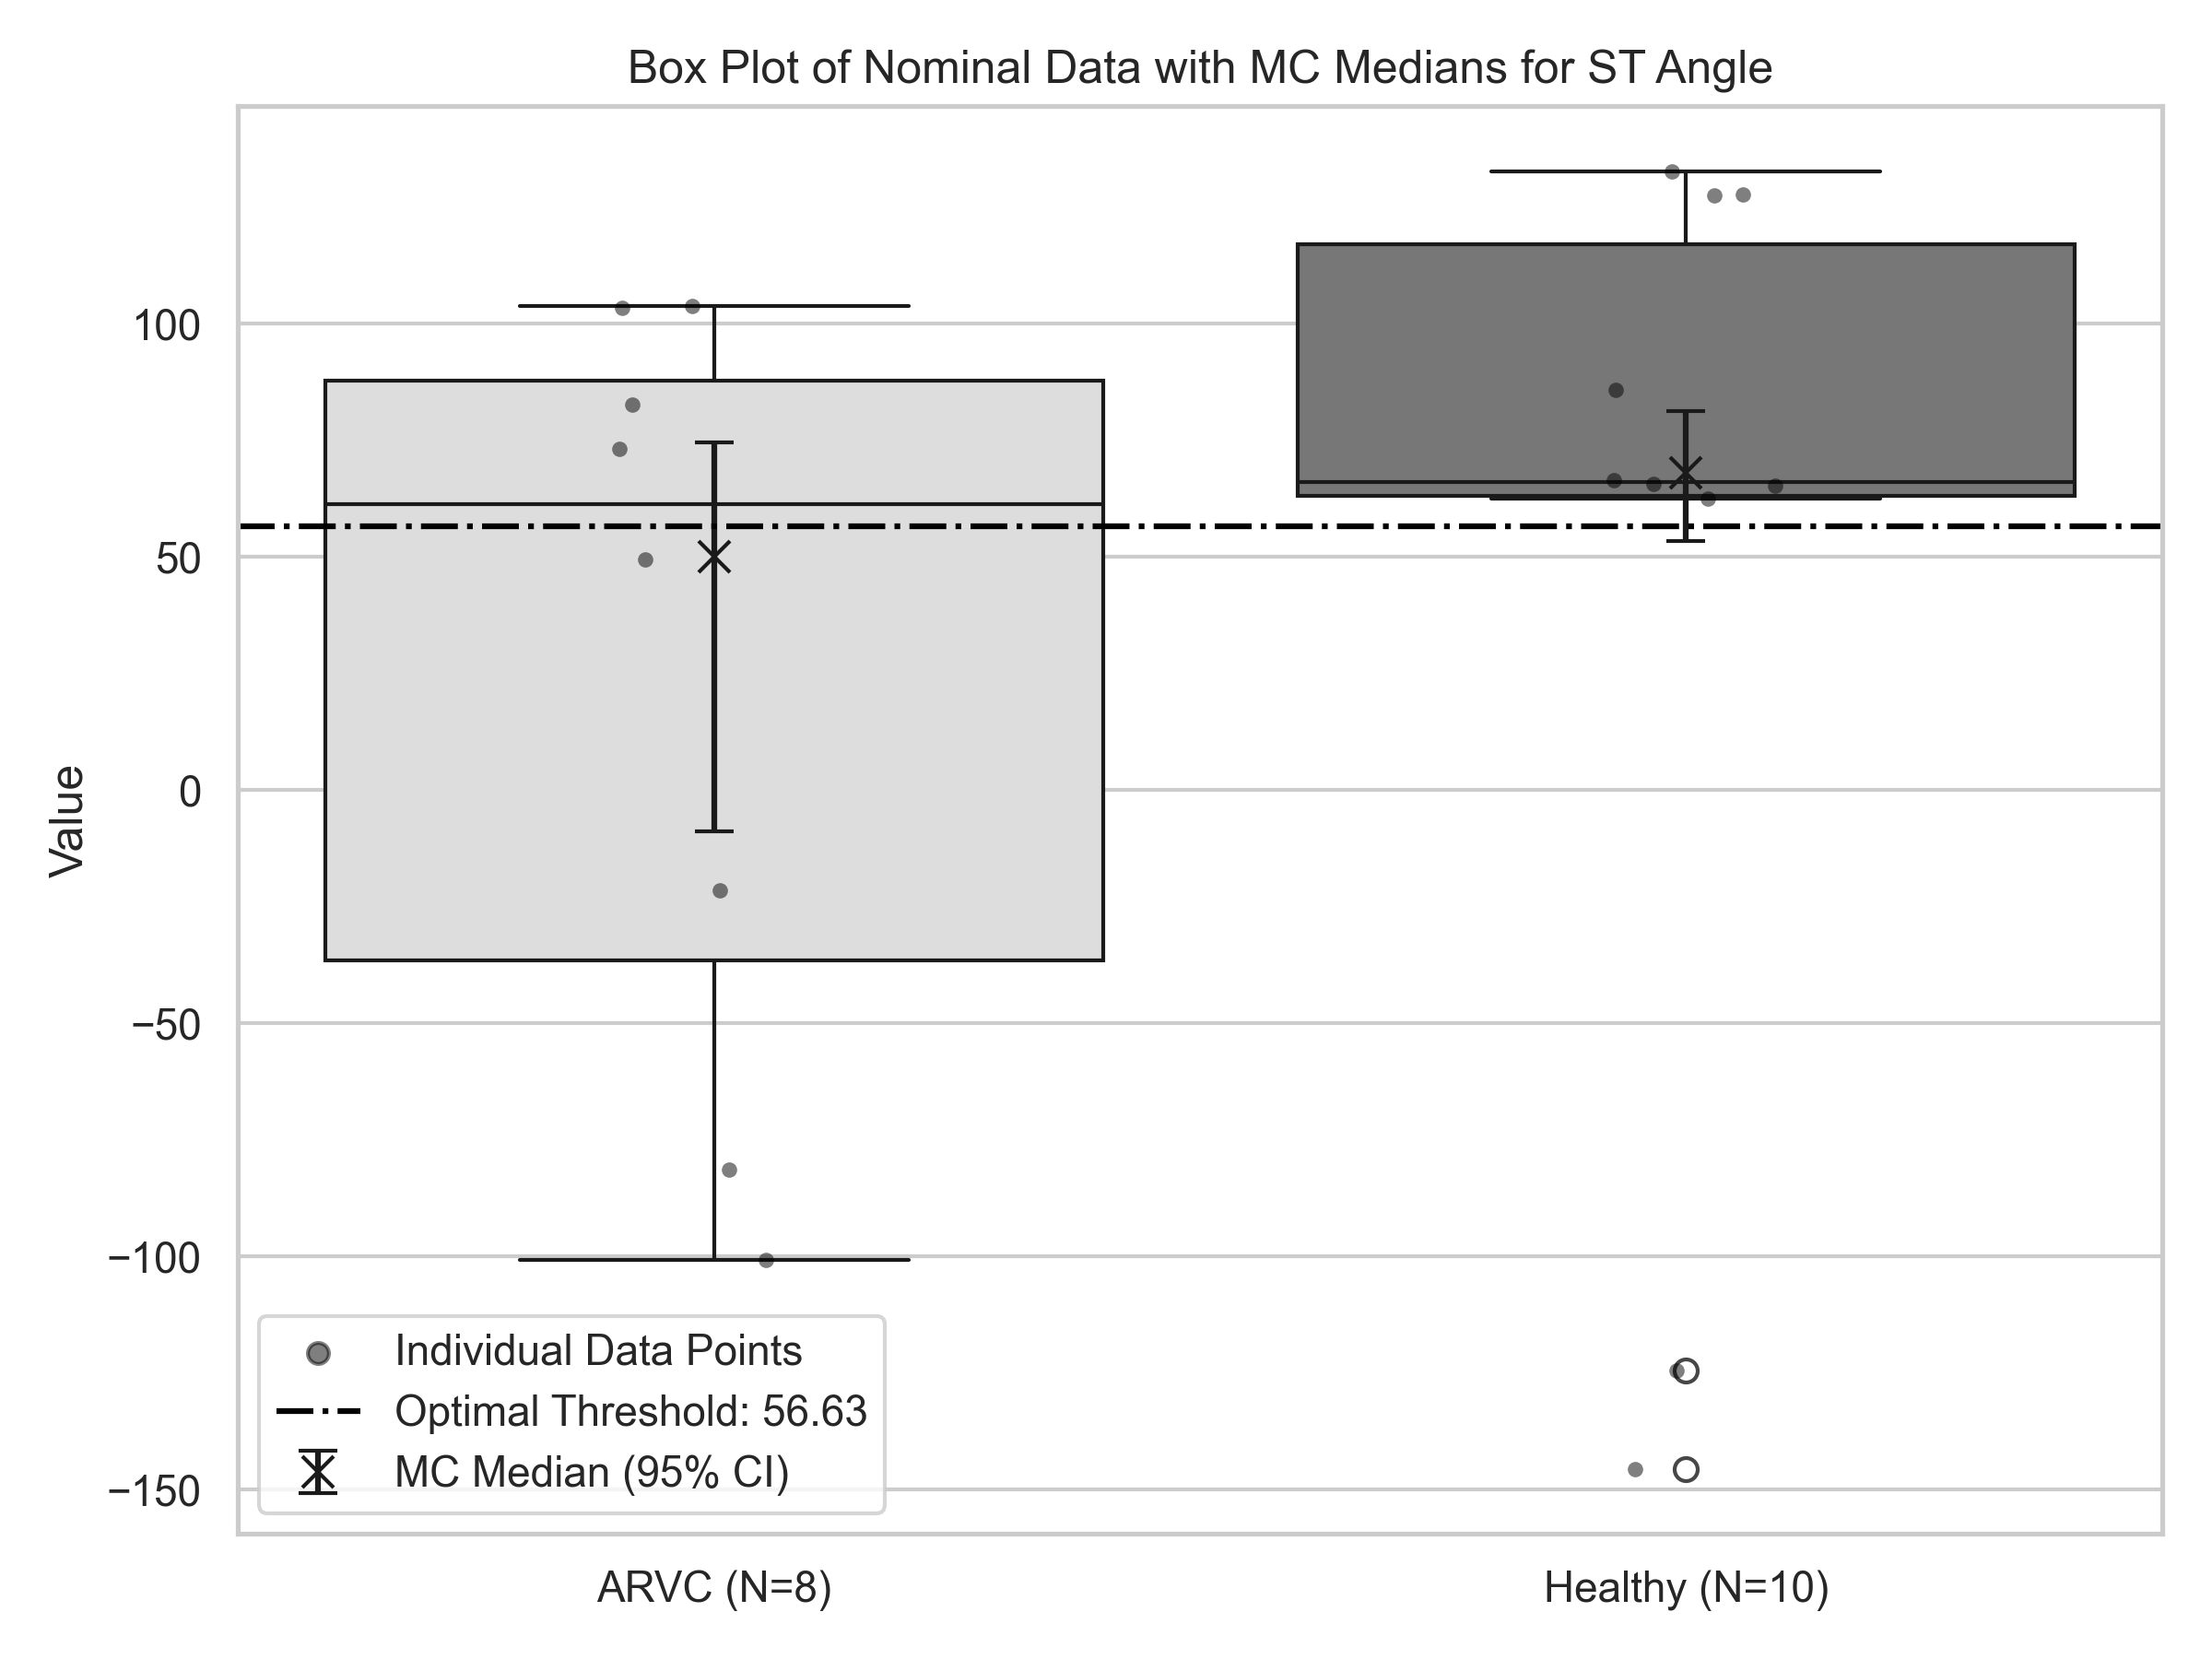 Box Plot of Nominal Data with MC Medians for ST Angle
Value
100
50
0
−50
−100
−150
Individual Data Points
Optimal Threshold: 56.63
MC Median (95% CI)
ARVC (N=8)
Healthy (N=10)